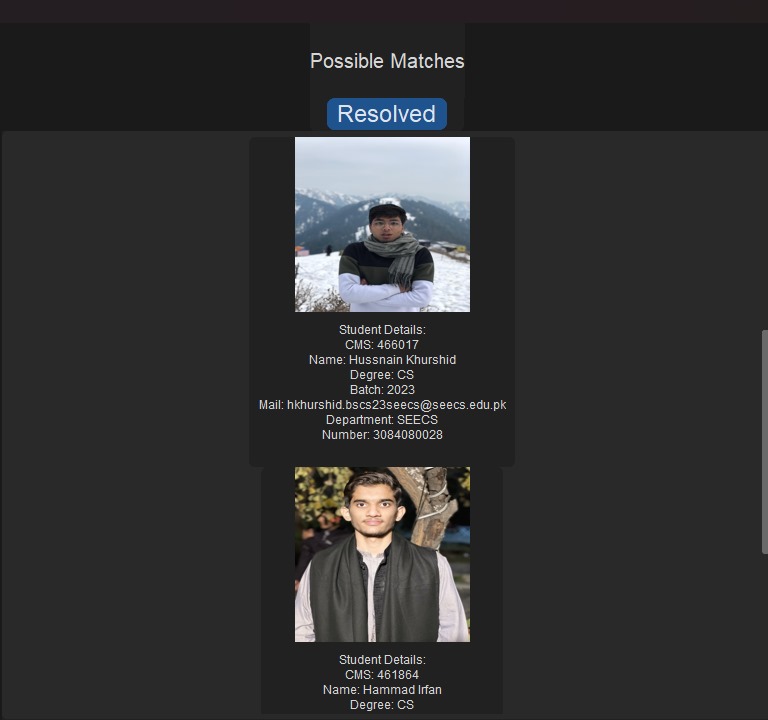 Possible Matches
Resolved
Student Details:
CMS: 466017
Name: Hussnain Khurshid
Degree: CS
Batch: 2023
Mail: hkhurshid.bscs23seecs@seecs.edu.pk
Department: SEECS
Number: 3084080028
Student Details:
CMS: 461864
Name: Hammad Irfan
Degree: CS